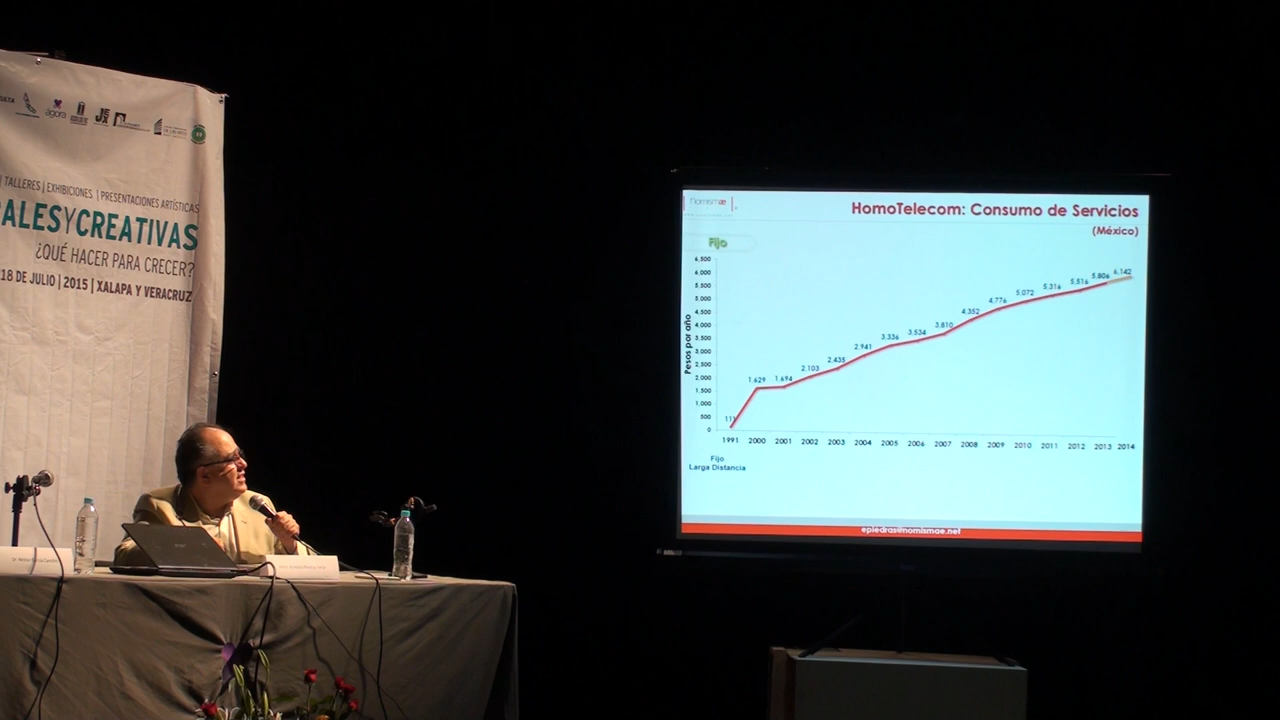 ágora
JEX
TALLERES | EXHIBICIONES | PRESENTACIONES ARTÍSTICAS
ALESYCREATIVAS
¿QUÉ HACER PARA CRECER?
18 DE JULIO | 2015 | XALAPA Y VERACRUZ
nomismæ
HomoTelecom: Consumo de Servicios
(México)
Fijo
Pesos por año
6,500
6,000
5,500
5,000
4,500
4,000
3,500
3,000
2,500
2,000
1,500
1,000
500
0
111 1,629 1,694 2,103 2,435 2,941 3,336 3,534 3,810 4,352 4,776 5,072 5,316 5,516 5,806 6,142
1991 2000 2001 2002 2003 2004 2005 2006 2007 2008 2009 2010 2011 2012 2013 2014
Fijo
Larga Distancia
epiedras@nomismae.net